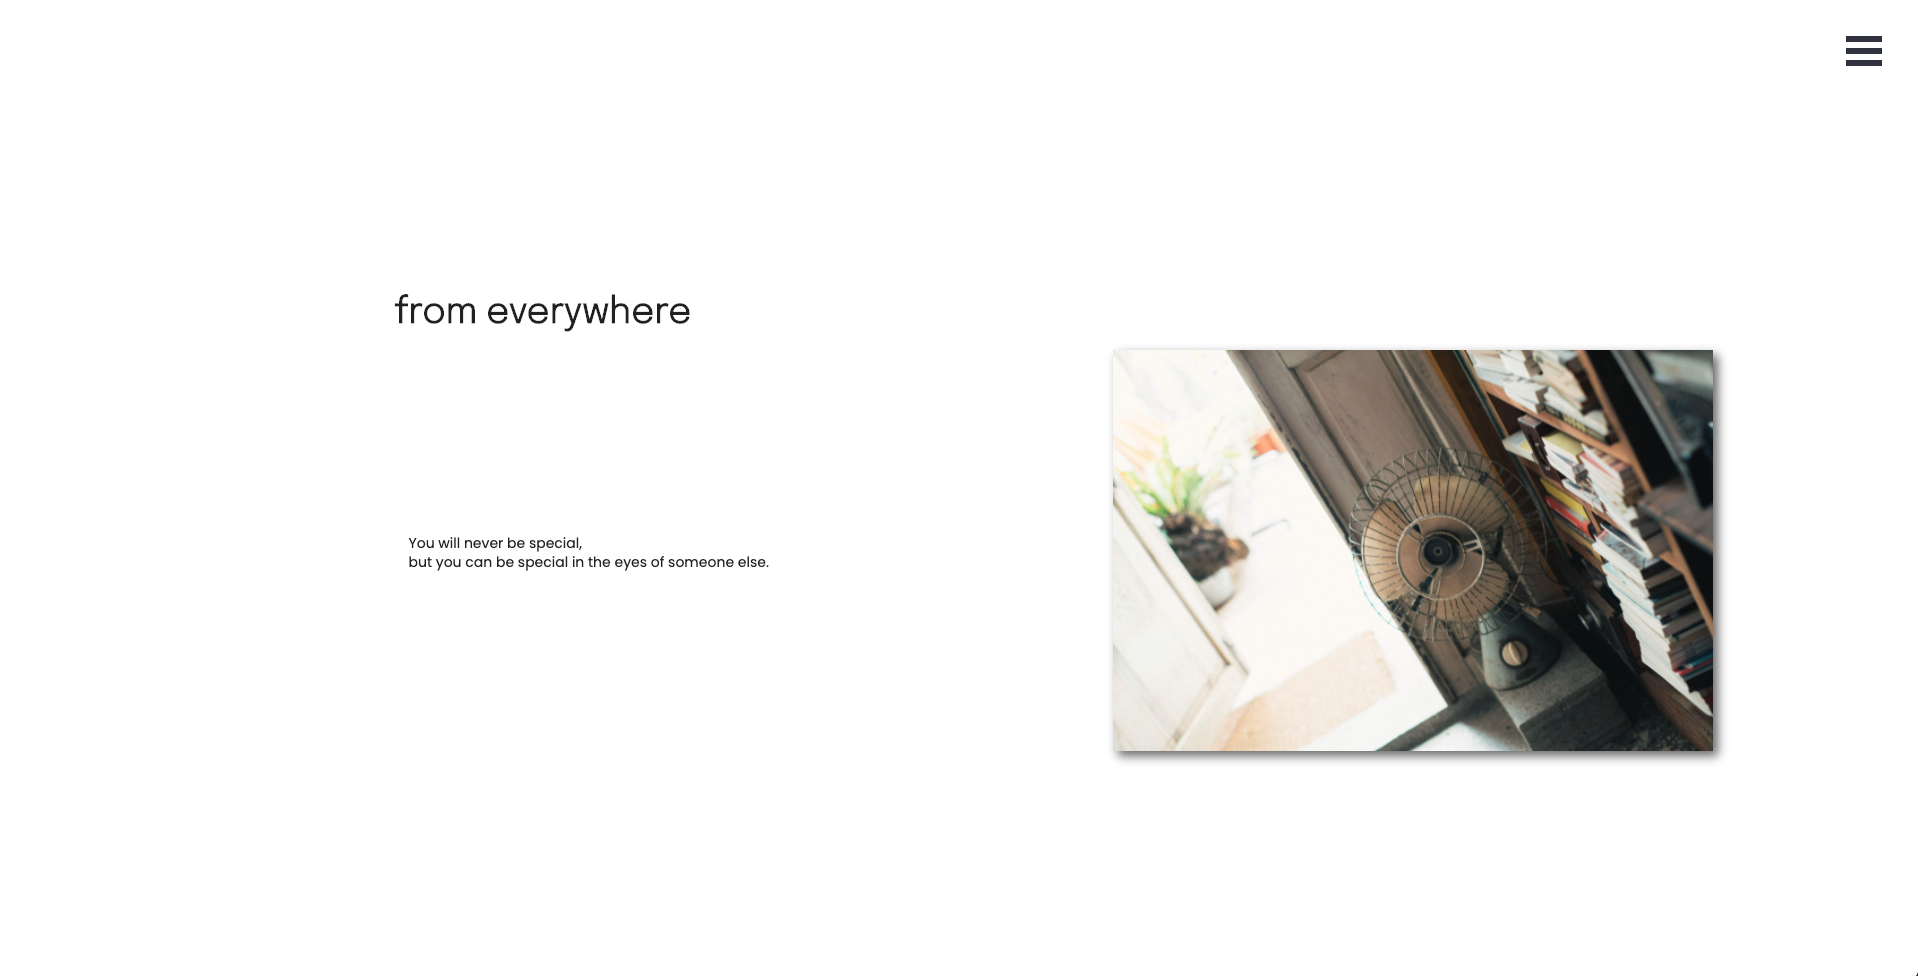 from everywhere
You will never be special,
but you can be special in the eyes of someone else.